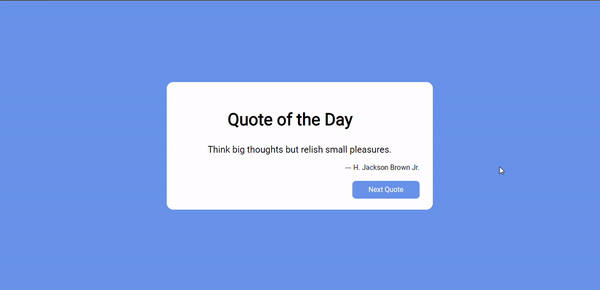 Quote of the Day
Think big thoughts but relish small pleasures.
— H. Jackson Brown Jr.
Next Quote